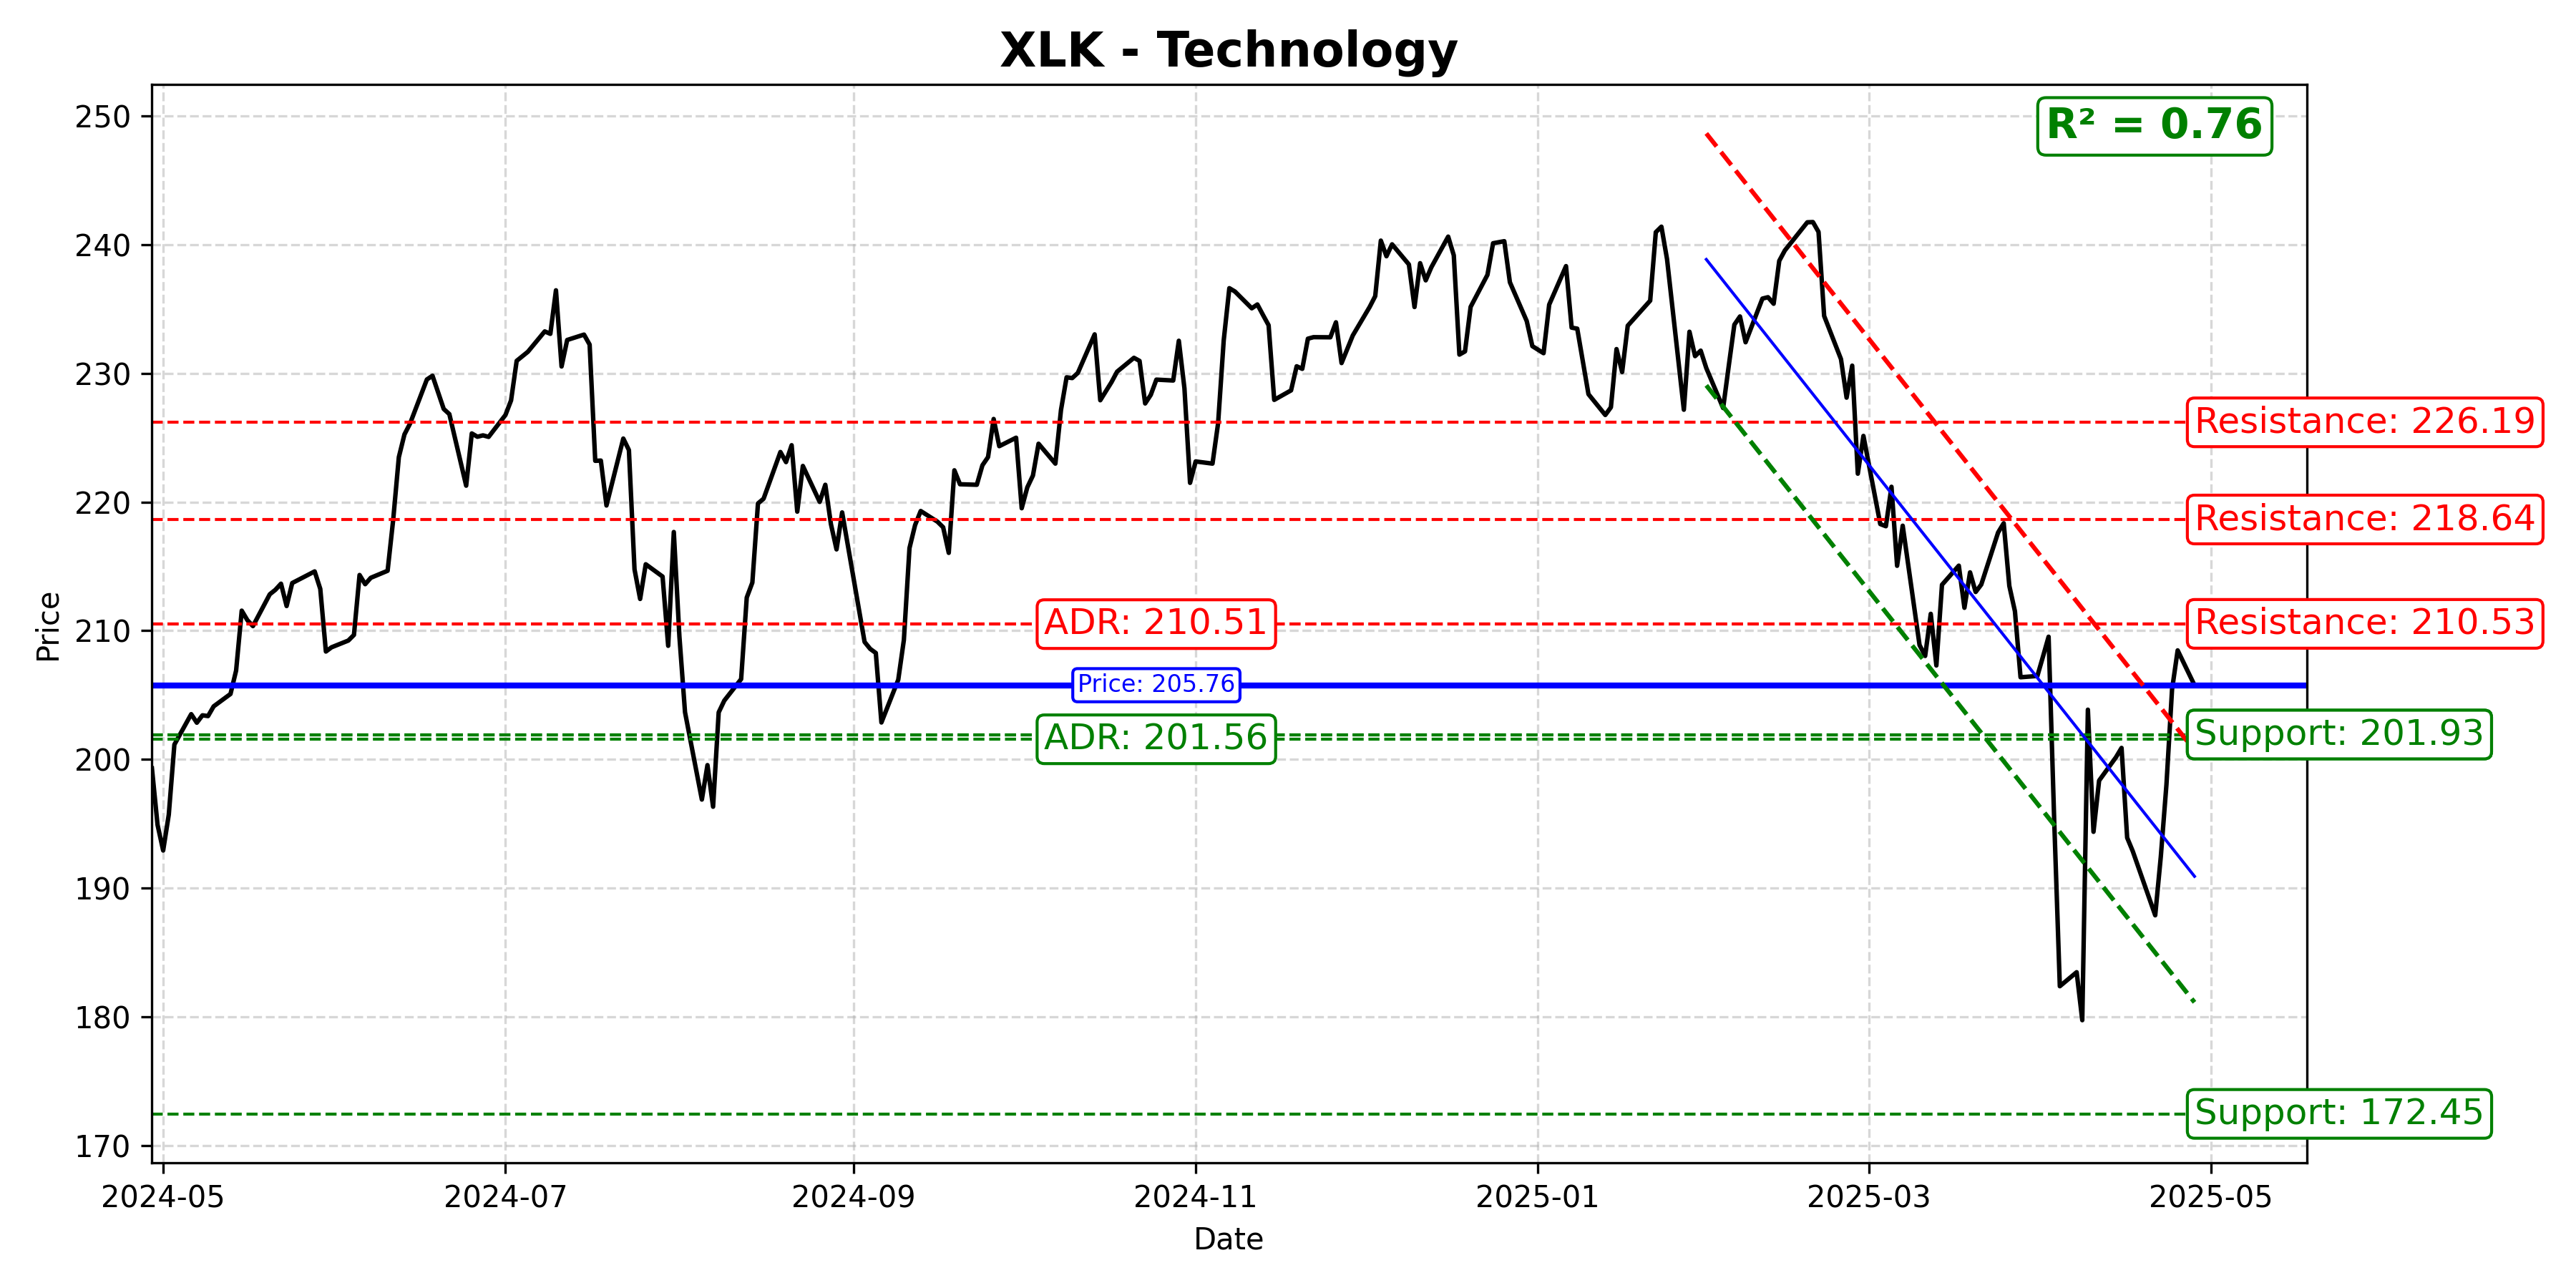 XLK - Technology
R² = 0.76
250
240
230
220
210
200
190
180
170
Price
Resistance: 226.19
Resistance: 218.64
ADR: 210.51
Resistance: 210.53
Price: 205.76
ADR: 201.56
Support: 201.93
Support: 172.45
2024-05
2024-07
2024-09
2024-11
2025-01
2025-03
2025-05
Date